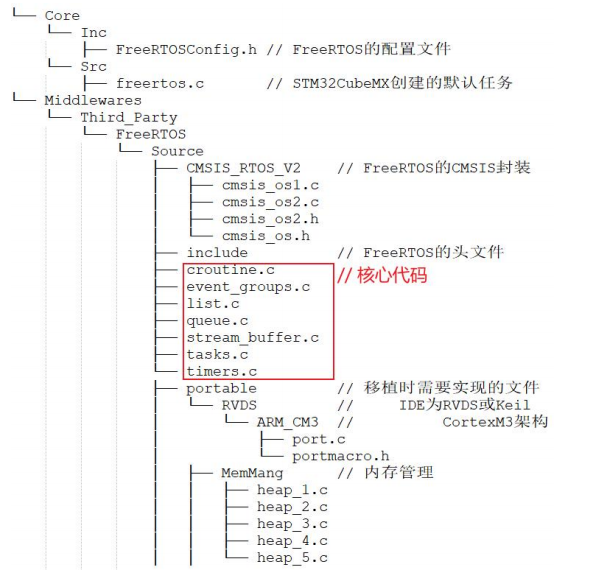 Core
Inc
FreeRTOSConfig.h // FreeRTOS的配置文件
Src
freertos.c // STM32CubeMX创建的默认任务
Middlewares
Third_Party
FreeRTOS
Source
CMSIS_RTOS_V2 // FreeRTOS的CMSIS封装
cmsis_os1.c
cmsis_os2.c
cmsis_os2.h
cmsis_os.h
include // FreeRTOS的头文件
croutine.c // 核心代码
event_groups.c
list.c
queue.c
stream_buffer.c
tasks.c
timers.c
portable // 移植时需要实现的文件
RVDS // IDE为RVDS或Keil
ARM_CM3 // CortexM3架构
port.c
portmacro.h
MemMang // 内存管理
heap_1.c
heap_2.c
heap_3.c
heap_4.c
heap_5.c